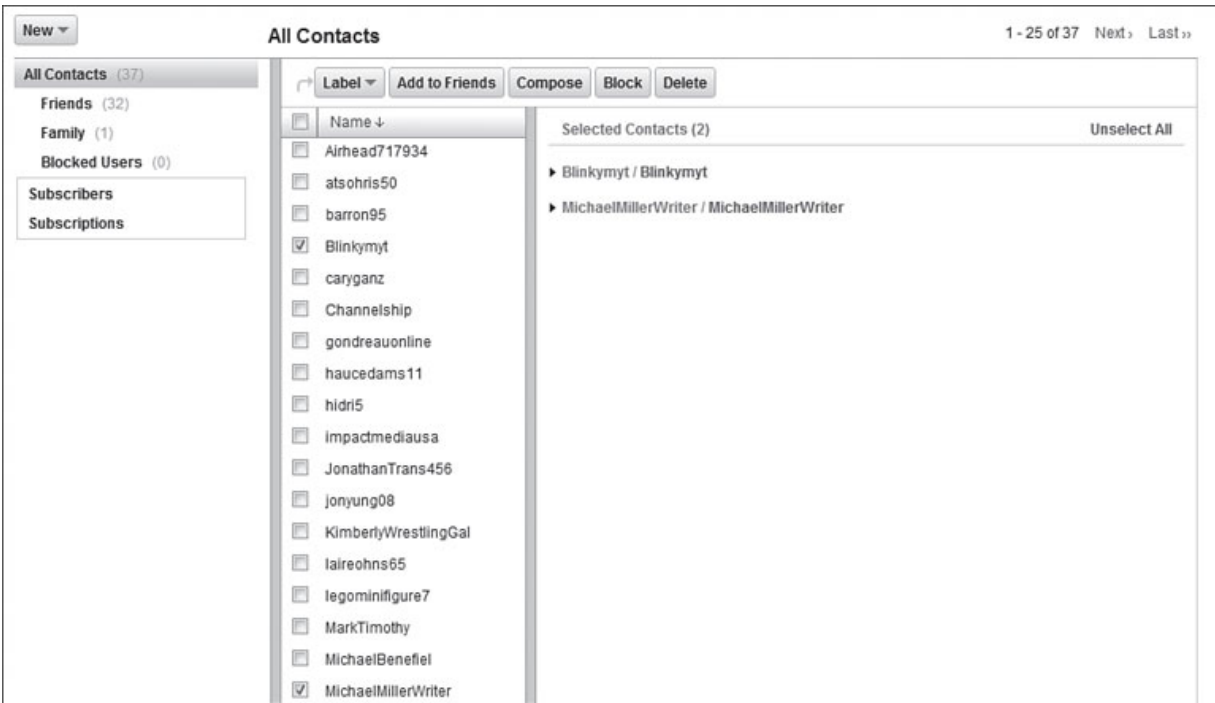 New
All Contacts
1 - 25 of 37 Next › Last ››
All Contacts (37)
Friends (32)
Family (1)
Blocked Users (0)
Subscribers
Subscriptions
Label Add to Friends Compose Block Delete
Name ↓
Airhead717934
atsohris50
barron95
Blinkymyt
caryganz
Channelship
gondreauonline
haucedams11
hidri5
impactmediausa
JonathanTrans456
jonyung08
KimberlyWrestlingGal
laireohns65
legominifigure7
MarkTimothy
MichaelBenefiel
MichaelMillerWriter
Selected Contacts (2) Unselect All
Blinkymyt / Blinkymyt
MichaelMillerWriter / MichaelMillerWriter